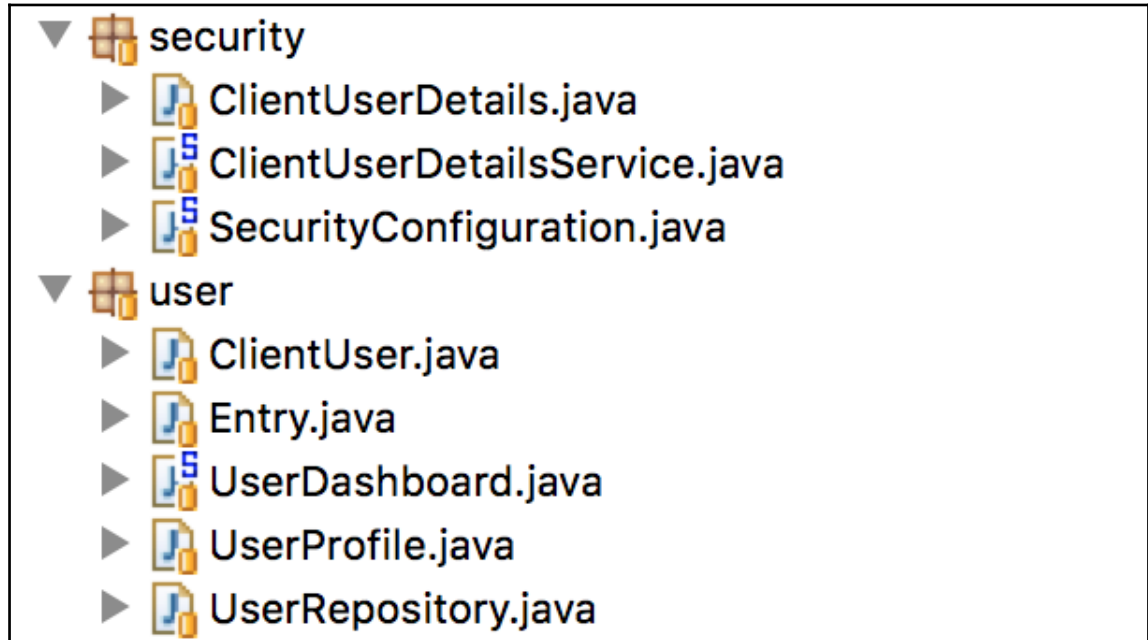 security
ClientUserDetails.java
ClientUserDetailsService.java
SecurityConfiguration.java
user
ClientUser.java
Entry.java
UserDashboard.java
UserProfile.java
UserRepository.java